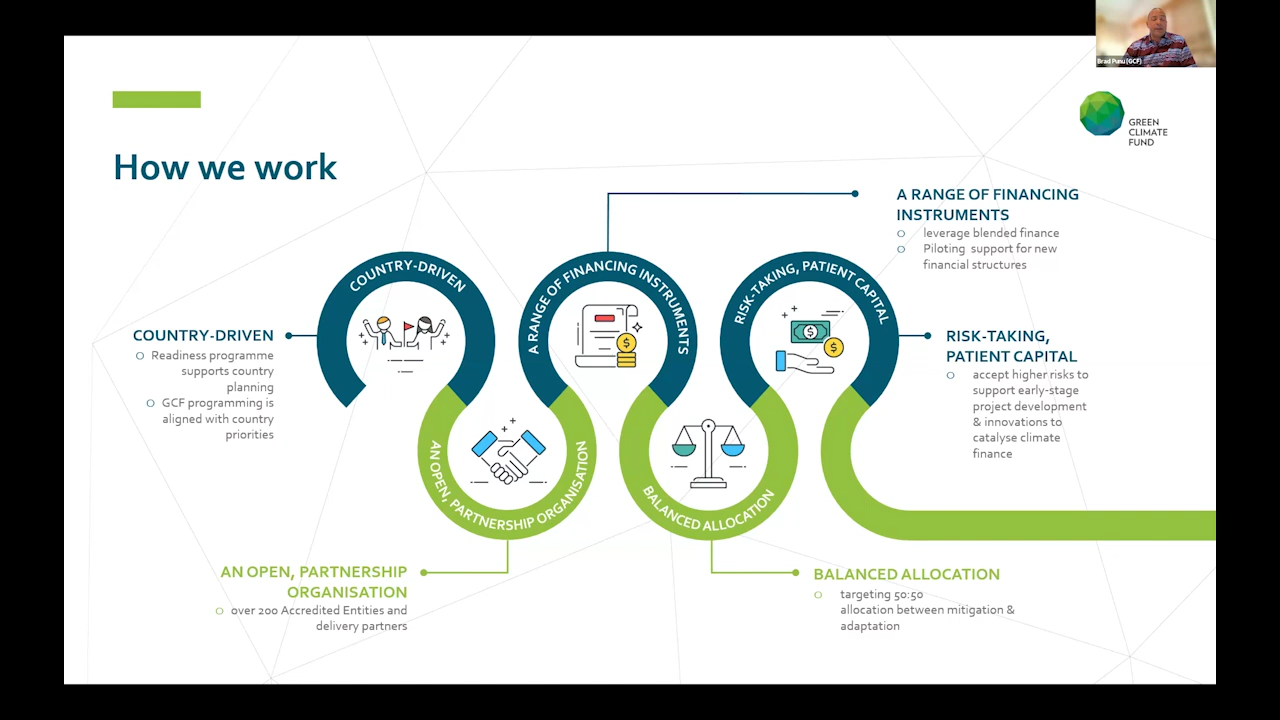 Brad Punu (GCF)
GREEN
CLIMATE
FUND
How we work
A RANGE OF FINANCING
INSTRUMENTS
o leverage blended finance
o Piloting support for new
financial structures
COUNTRY-DRIVEN
A RANGE OF FINANCING INSTRUMENTS
RISK-TAKING, PATIENT CAPITAL
COUNTRY-DRIVEN
o Readiness programme
supports country
planning
o GCF programming is
aligned with country
priorities
RISK-TAKING,
PATIENT CAPITAL
o accept higher risks to
support early-stage
project development
& innovations to
catalyse climate
finance
$
$
$
AN OPEN, PARTNERSHIP ORGANISATION
BALANCED ALLOCATION
AN OPEN, PARTNERSHIP
ORGANISATION
o over 200 Accredited Entities and
delivery partners
BALANCED ALLOCATION
o targeting 50:50
allocation between mitigation &
adaptation